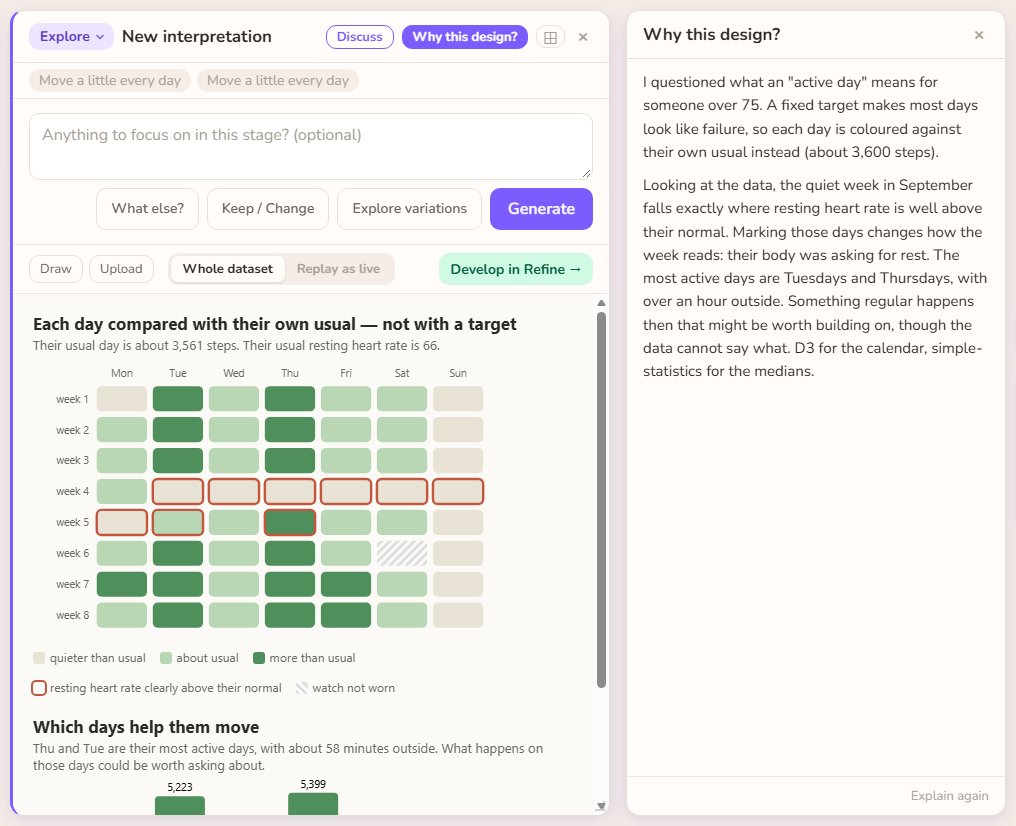 Explore
New interpretation
Discuss
Why this design?
Move a little every day
Move a little every day
Anything to focus on in this stage? (optional)
What else?
Keep / Change
Explore variations
Generate
Draw
Upload
Whole dataset
Replay as live
Develop in Refine →
Each day compared with their own usual — not with a target
Their usual day is about 3,561 steps. Their usual resting heart rate is 66.
Mon Tue Wed Thu Fri Sat Sun
week 1
week 2
week 3
week 4
week 5
week 6
week 7
week 8
quieter than usual
about usual
more than usual
resting heart rate clearly above their normal
watch not worn
Which days help them move
Thu and Tue are their most active days, with about 58 minutes outside. What happens on
those days could be worth asking about.
5,223
5,399
Why this design?
I questioned what an "active day" means for
someone over 75. A fixed target makes most days
look like failure, so each day is coloured against
their own usual instead (about 3,600 steps).
Looking at the data, the quiet week in September
falls exactly where resting heart rate is well above
their normal. Marking those days changes how the
week reads: their body was asking for rest. The
most active days are Tuesdays and Thursdays, with
over an hour outside. Something regular happens
then that might be worth building on, though the
data cannot say what. D3 for the calendar, simple-
statistics for the medians.
Explain again